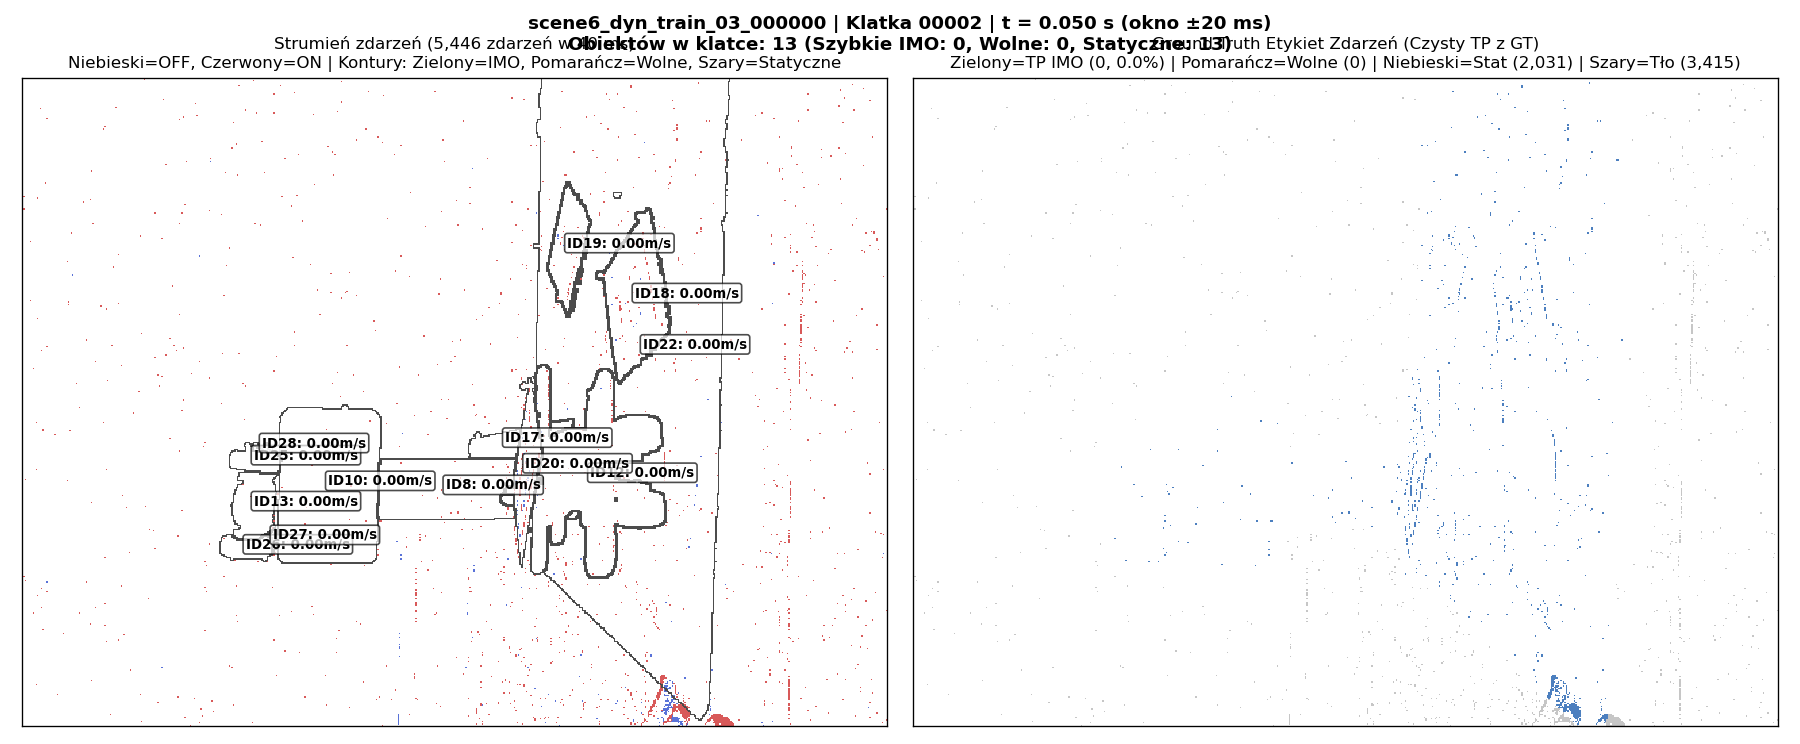 scene6_dyn_train_03_000000 | Klatka 00002 | t = 0.050 s (okno ±20 ms)
Obiektów w klatce: 13 (Szybkie IMO: 0, Wolne: 0, Statyczne: 13)
Strumień zdarzeń (5,446 zdarzeń w
Niebieski=OFF, Czerwony=ON | Kontury: Zielony=IMO, Pomarańcz=Wolne, Szary=Statyczne
Truth Etykiet Zdarzeń (Czysty TP z GT)
Zielony=TP IMO (0, 0.0%) | Pomarańcz=Wolne (0) | Niebieski=Stat (2,031) | Szary=Tło (3,415)
ID19: 0.00m/s
ID18: 0.00m/s
ID22: 0.00m/s
ID17: 0.00m/s
ID28: 0.00m/s
ID25: 0.00m/s
ID20: 0.00m/s
ID12: 0.00m/s
ID10: 0.00m/s
ID8: 0.00m/s
ID13: 0.00m/s
ID27: 0.00m/s
0.00m/s